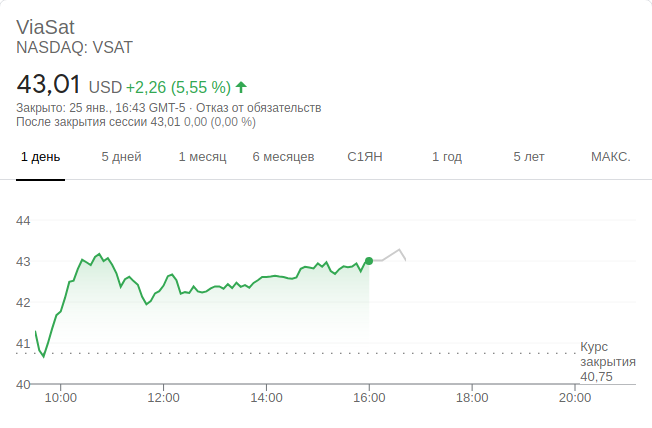 ViaSat
NASDAQ: VSAT
43,01 USD +2,26 (5,55 %)
Закрыто: 25 янв., 16:43 GMT-5 · Отказ от обязательств
После закрытия сессии 43,01 0,00 (0,00 %)
1 день 5 дней 1 месяц 6 месяцев С1ЯН 1 год 5 лет МАКС.
44
43
42
41
40
Курс
закрытия
40,75
10:00 12:00 14:00 16:00 18:00 20:00